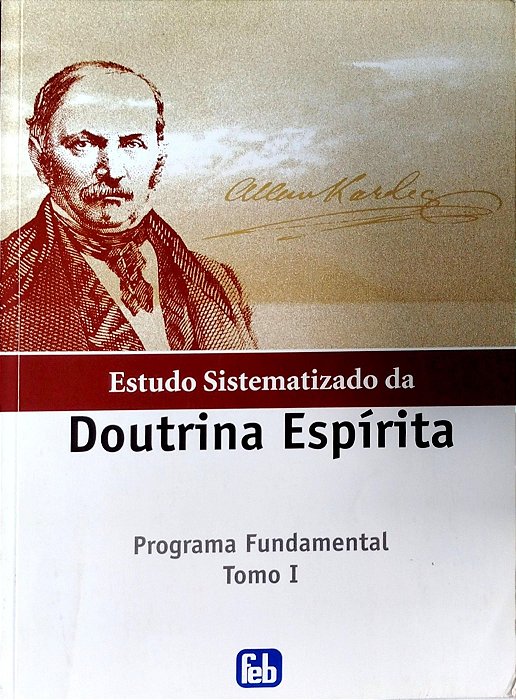 Allan Kardec
Estudo Sistematizado da
Doutrina Espírita
Programa Fundamental
Tomo I
feb